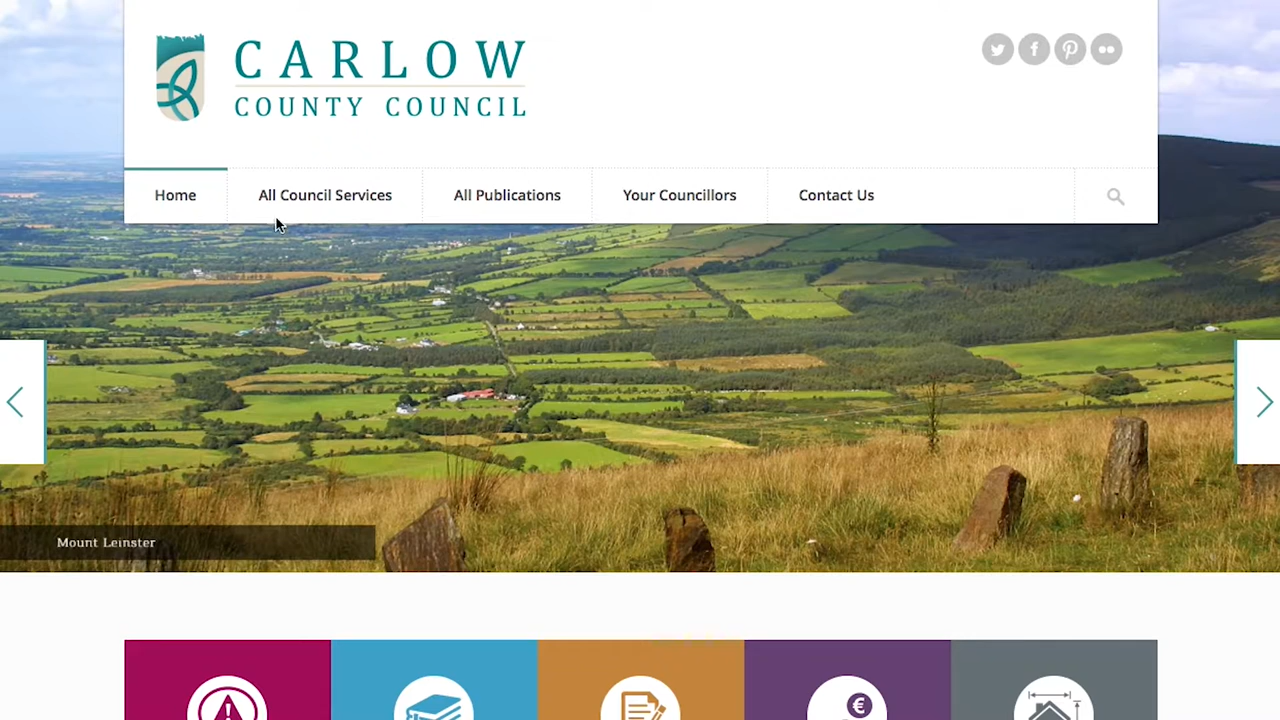 CARLOW
COUNTY COUNCIL
Home
All Council Services
All Publications
Your Councillors
Contact Us
Mount Leinster